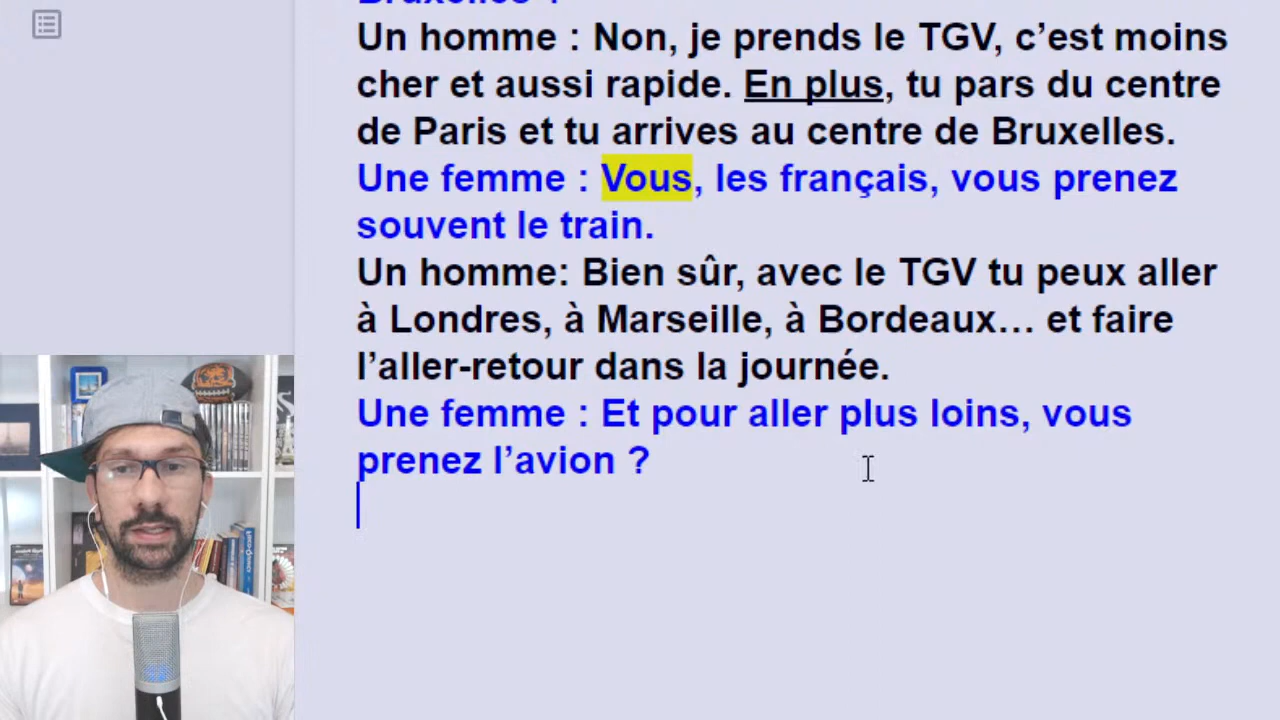 Bruxelles ?
Un homme : Non, je prends le TGV, c’est moins
cher et aussi rapide. En plus, tu pars du centre
de Paris et tu arrives au centre de Bruxelles.
Une femme : Vous, les français, vous prenez
souvent le train.
Un homme: Bien sûr, avec le TGV tu peux aller
à Londres, à Marseille, à Bordeaux… et faire
l’aller-retour dans la journée.
Une femme : Et pour aller plus loins, vous
prenez l’avion ?